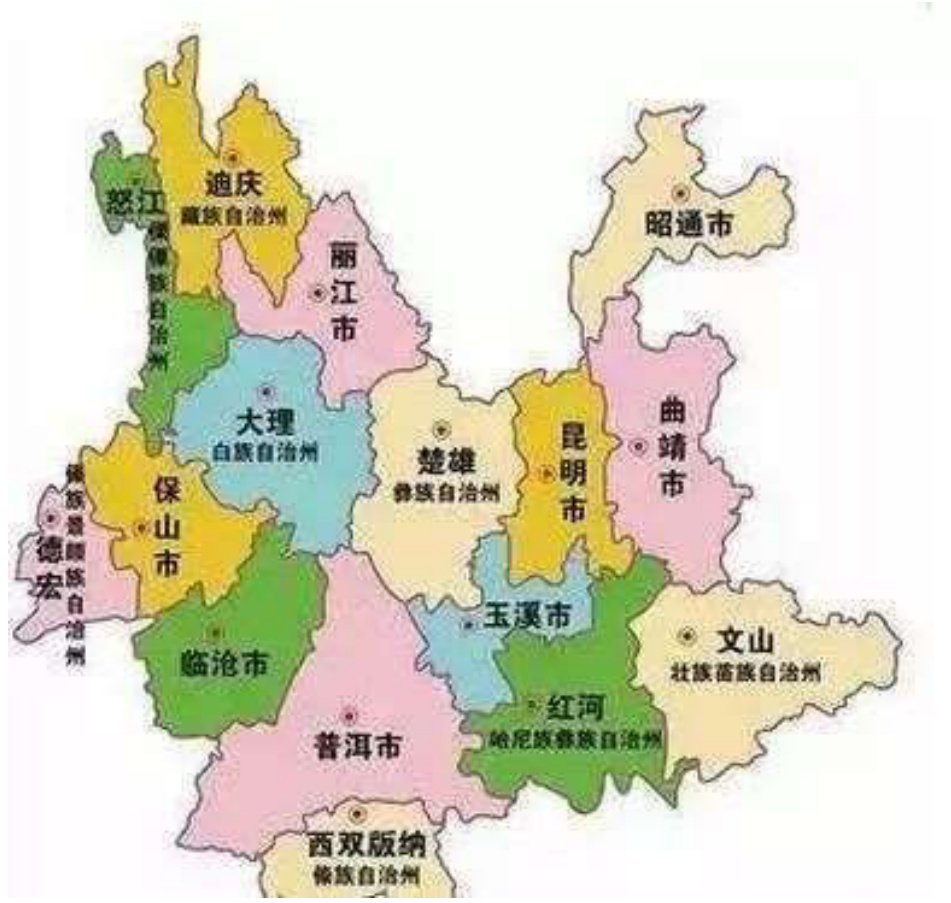 迪庆
藏族自治州
怒江
傈僳族自治州
丽江市
昭通市
大理
白族自治州
楚雄
彝族自治州
昆明市
曲靖市
保山市
德宏
傣族景颇族自治州
临沧市
玉溪市
文山
壮族苗族自治州
红河
哈尼族彝族自治州
普洱市
西双版纳
傣族自治州